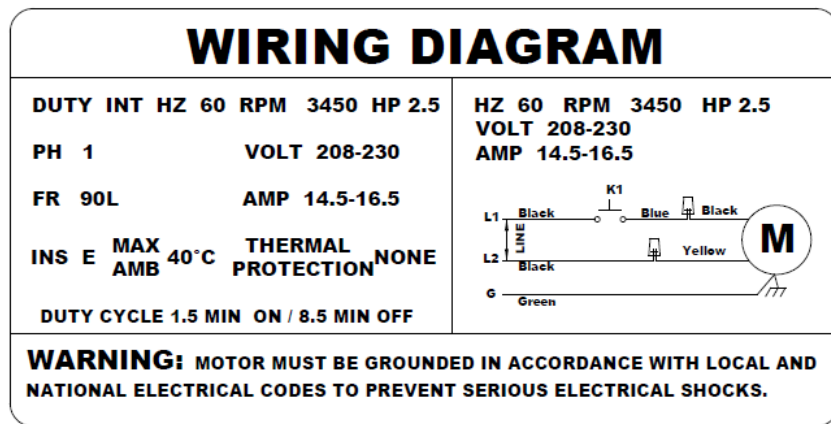 WIRING DIAGRAM
DUTY INT HZ 60 RPM 3450 HP 2.5
PH 1 VOLT 208-230
FR 90L AMP 14.5-16.5
INS E MAX AMB 40°C THERMAL PROTECTION NONE
DUTY CYCLE 1.5 MIN ON / 8.5 MIN OFF
HZ 60 RPM 3450 HP 2.5
VOLT 208-230
AMP 14.5-16.5
K1
L1 Black Blue Black
LINE
M
L2 Black Yellow
G Green
WARNING: MOTOR MUST BE GROUNDED IN ACCORDANCE WITH LOCAL AND
NATIONAL ELECTRICAL CODES TO PREVENT SERIOUS ELECTRICAL SHOCKS.